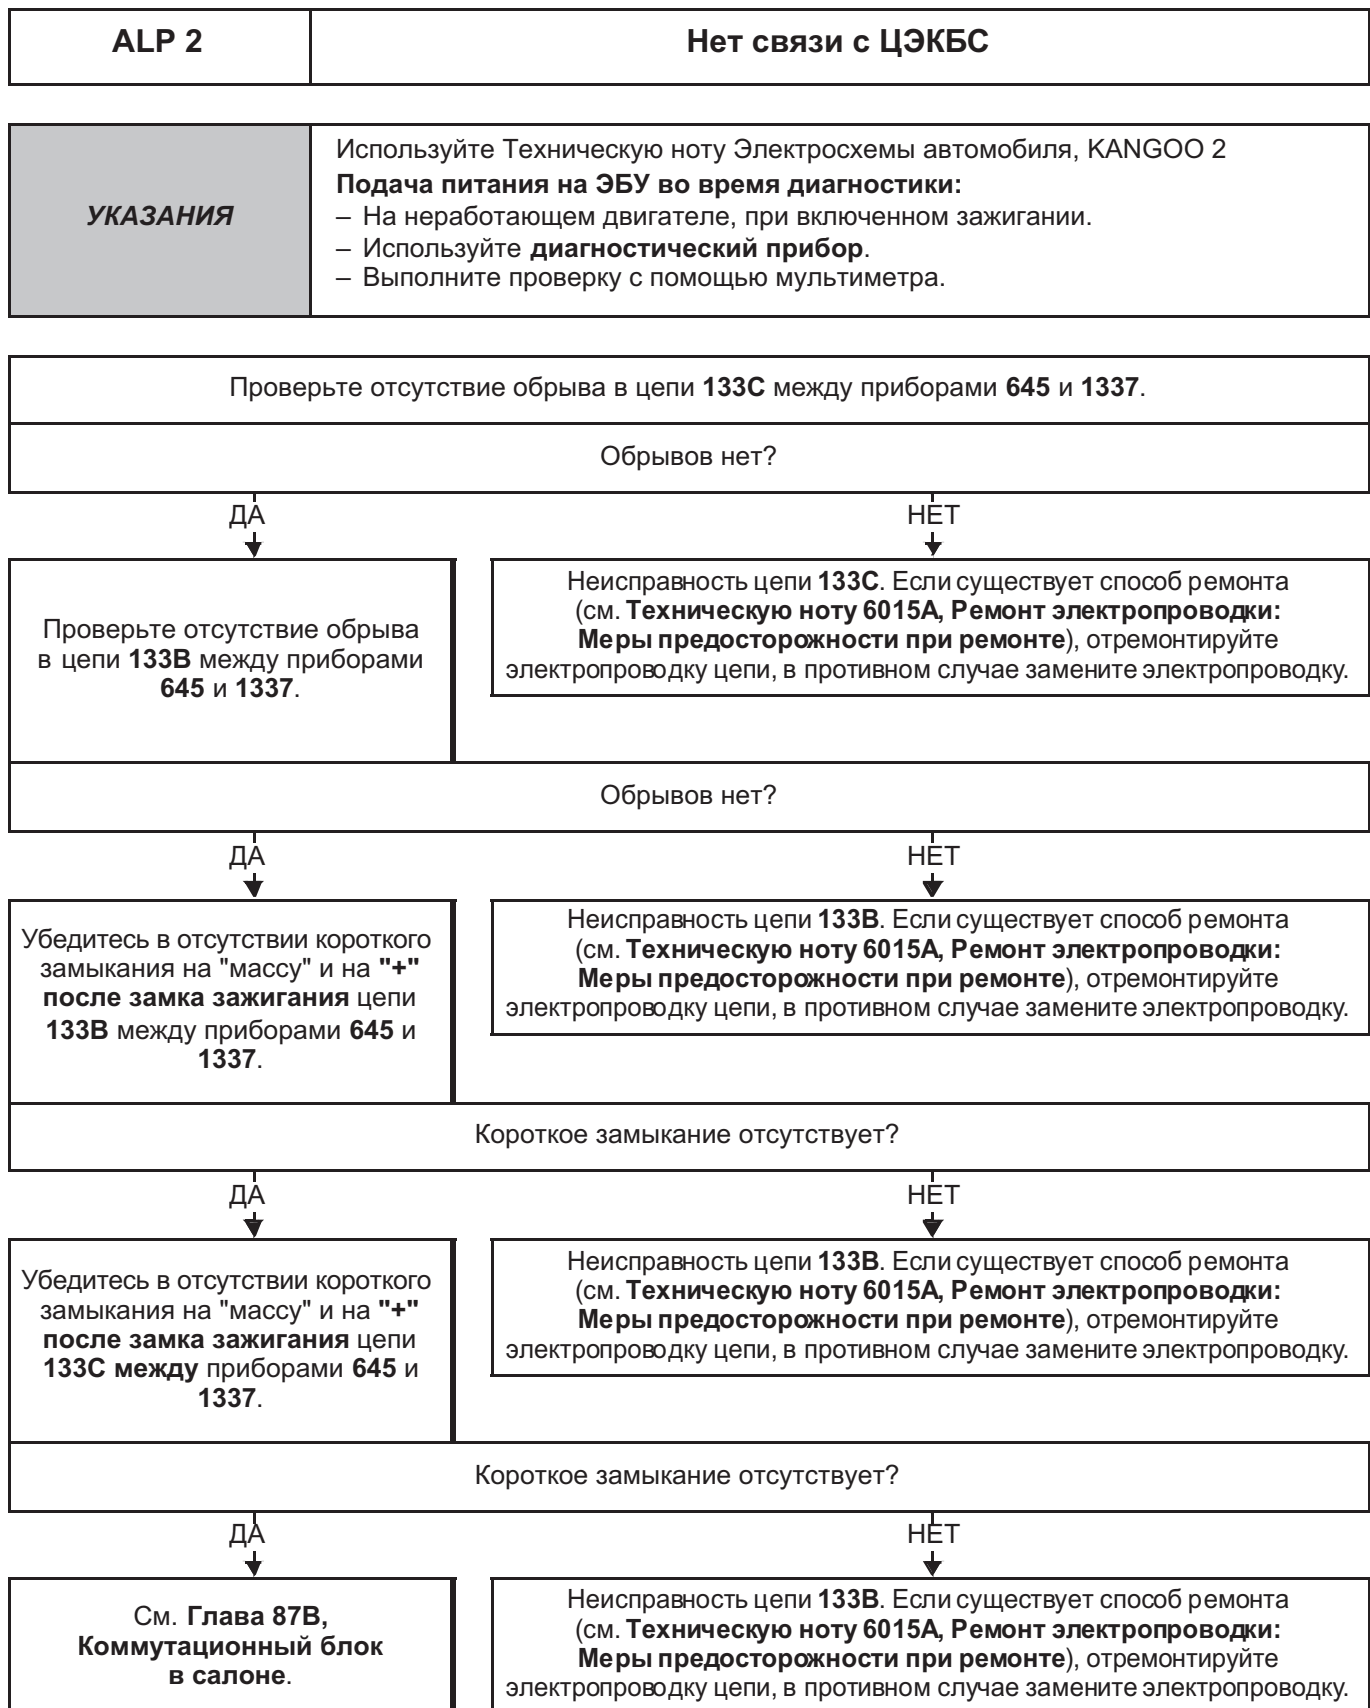 ALP 2
Нет связи с ЦЭКБС
УКАЗАНИЯ
Используйте Техническую ноту Электросхемы автомобиля, KANGOO 2
Подача питания на ЭБУ во время диагностики:
– На неработающем двигателе, при включенном зажигании.
– Используйте диагностический прибор.
– Выполните проверку с помощью мультиметра.
Проверьте отсутствие обрыва в цепи 133C между приборами 645 и 1337.
Обрывов нет?
ДА
НЕТ
Проверьте отсутствие обрыва
в цепи 133B между приборами
645 и 1337.
Неисправность цепи 133C. Если существует способ ремонта
(см. Техническую ноту 6015A, Ремонт электропроводки:
Меры предосторожности при ремонте), отремонтируйте
электропроводку цепи, в противном случае замените электропроводку.
Обрывов нет?
ДА
НЕТ
Убедитесь в отсутствии короткого
замыкания на "массу" и на "+"
после замка зажигания цепи
133B между приборами 645 и
1337.
Неисправность цепи 133B. Если существует способ ремонта
(см. Техническую ноту 6015A, Ремонт электропроводки:
Меры предосторожности при ремонте), отремонтируйте
электропроводку цепи, в противном случае замените электропроводку.
Короткое замыкание отсутствует?
ДА
НЕТ
Убедитесь в отсутствии короткого
замыкания на "массу" и на "+"
после замка зажигания цепи
133C между приборами 645 и
1337.
Неисправность цепи 133B. Если существует способ ремонта
(см. Техническую ноту 6015A, Ремонт электропроводки:
Меры предосторожности при ремонте), отремонтируйте
электропроводку цепи, в противном случае замените электропроводку.
Короткое замыкание отсутствует?
ДА
НЕТ
См. Глава 87B,
Коммутационный блок
в салоне.
Неисправность цепи 133B. Если существует способ ремонта
(см. Техническую ноту 6015A, Ремонт электропроводки:
Меры предосторожности при ремонте), отремонтируйте
электропроводку цепи, в противном случае замените электропроводку.